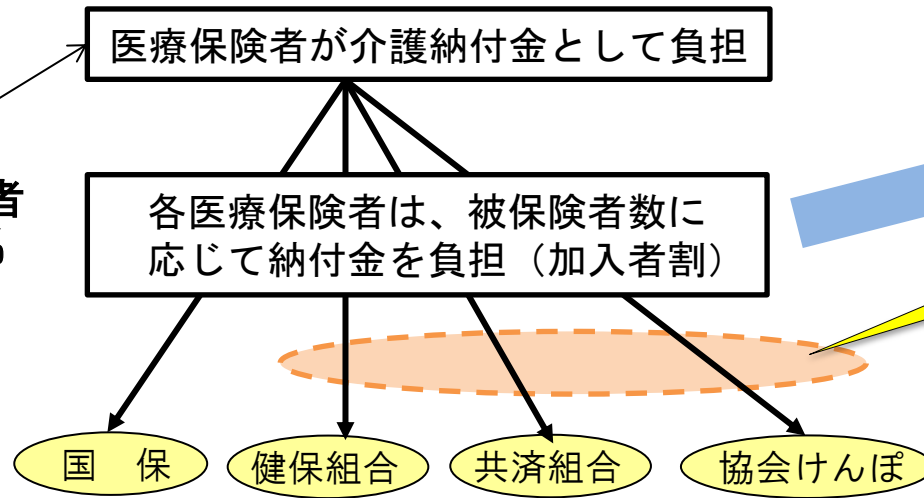 医療保険者が介護納付金として負担
者
各医療保険者は、被保険者数に
応じて納付金を負担（加入者割）
国　保
健保組合
共済組合
協会けんぽ